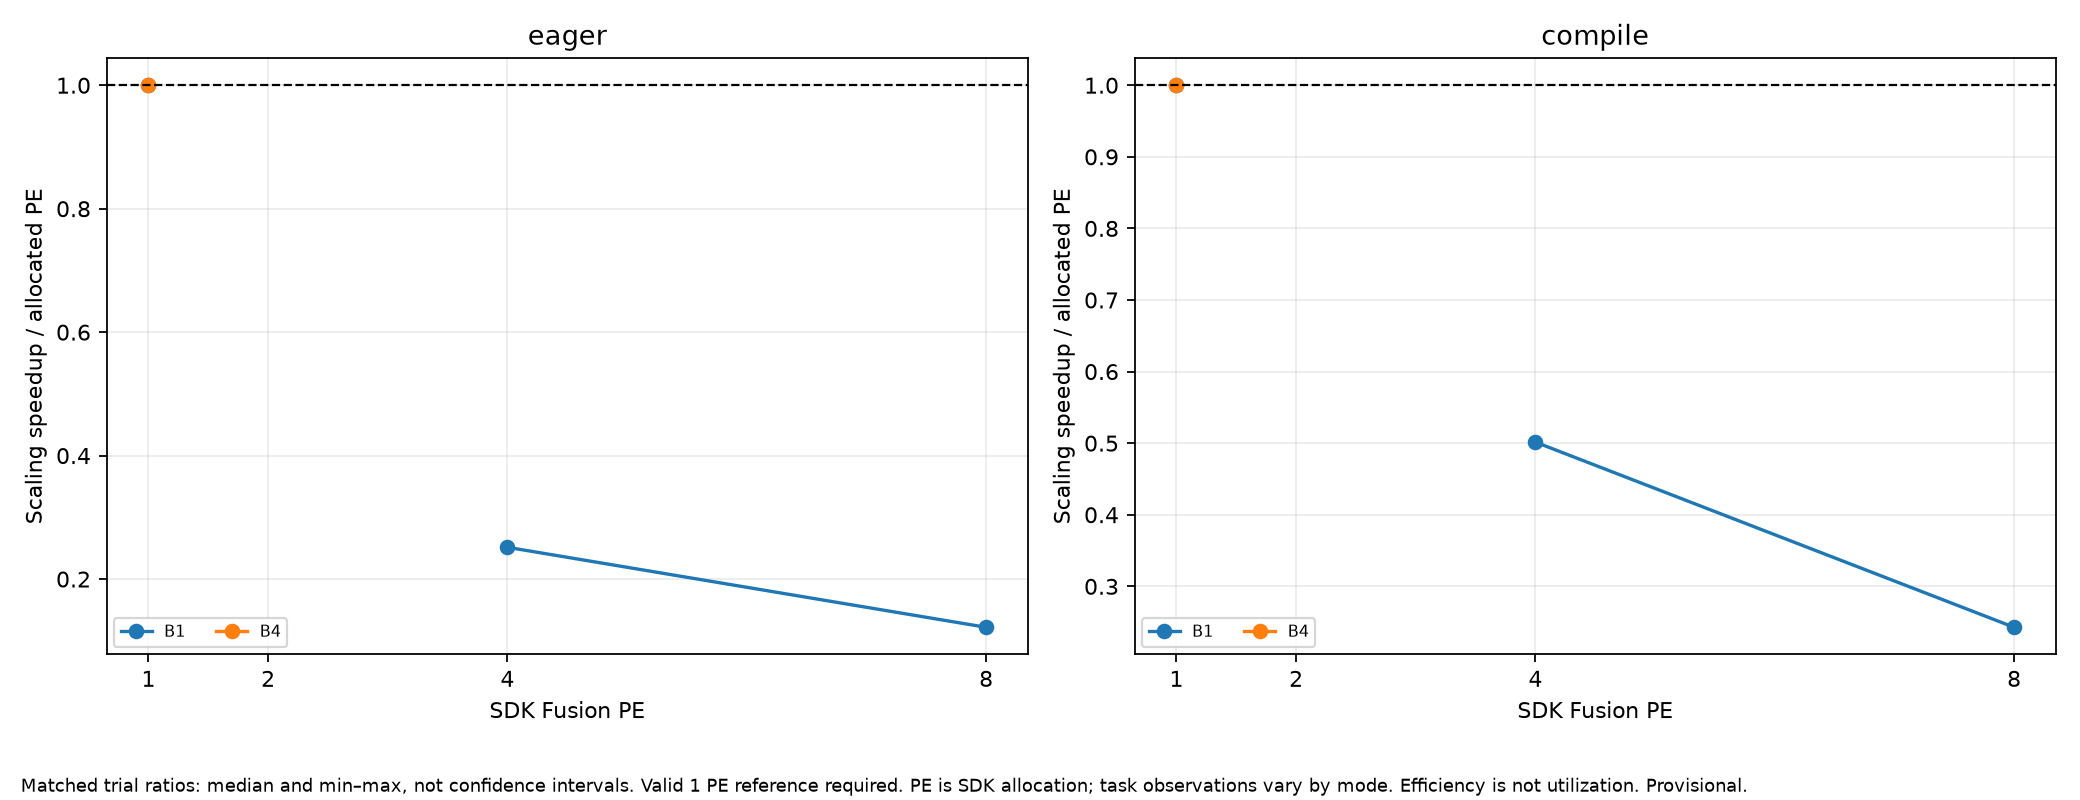 eager
1.0
0.8
0.6
0.4
0.2
Scaling speedup / allocated PE
B1 B4
1 2 4 8
SDK Fusion PE
compile
1.0
0.9
0.8
0.7
0.6
0.5
0.4
0.3
Scaling speedup / allocated PE
B1 B4
1 2 4 8
SDK Fusion PE
Matched trial ratios: median and min–max, not confidence intervals. Valid 1 PE reference required. PE is SDK allocation; task observations vary by mode. Efficiency is not utilization. Provisional.